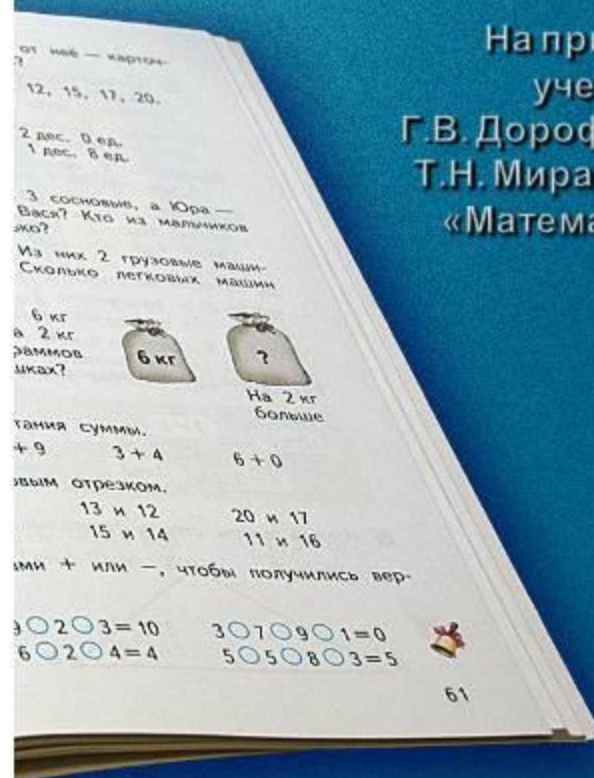 от неё — карточ-
?
12, 15, 17, 20.
2 дес. 0 ед.
1 дес. 8 ед.
3 сосновые, а Юра —
Вася? Кто из мальчиков
ько?
Из них 2 грузовые маши-
Сколько легковых машин
6 кг
а 2 кг
раммов
шках?
6 кг
?
На 2 кг
больше
тания суммы.
+ 9 3 + 4 6 + 0
овым отрезком.
13 и 12 20 и 17
15 и 14 11 и 16
ами + или −, чтобы получились вер-
9○2○3=10 3○7○9○1=0
6○2○4=4 5○5○8○3=5
61
На при
уче
Г.В. Дороф
Т.Н. Мира
«Матема